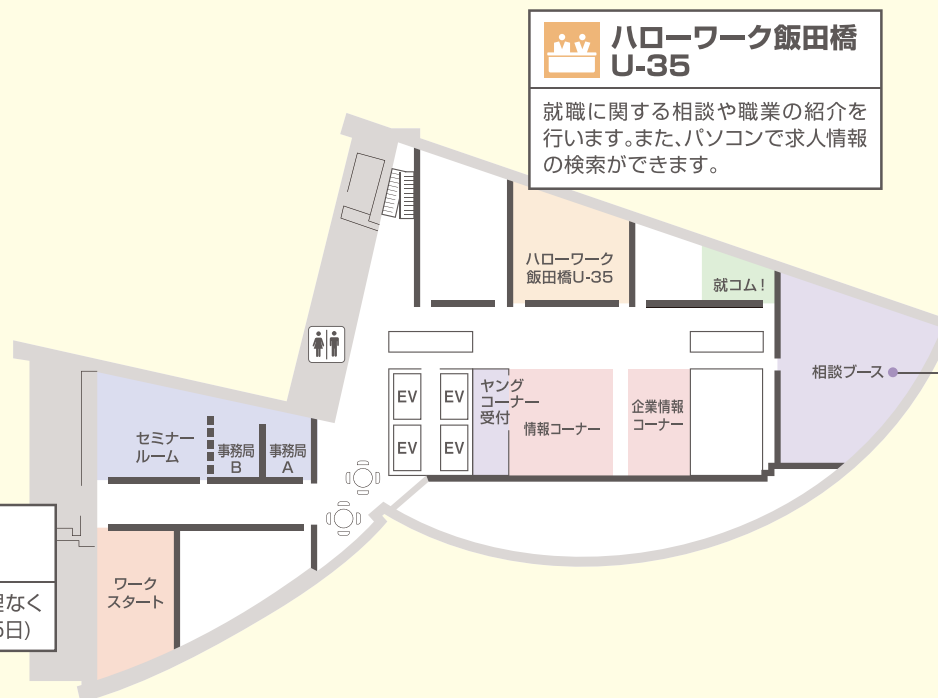 ハローワーク飯田橋
U-35
就職に関する相談や職業の紹介を
行います。また、パソコンで求人情報
の検索ができます。
ハローワーク
飯田橋U-35
就コム!
相談ブース
EV
EV
EV
EV
ヤング
コーナー
受付
情報コーナー
企業情報
コーナー
セミナー
ルーム
事務局
B
事務局
A
ワーク
スタート
なく
日)